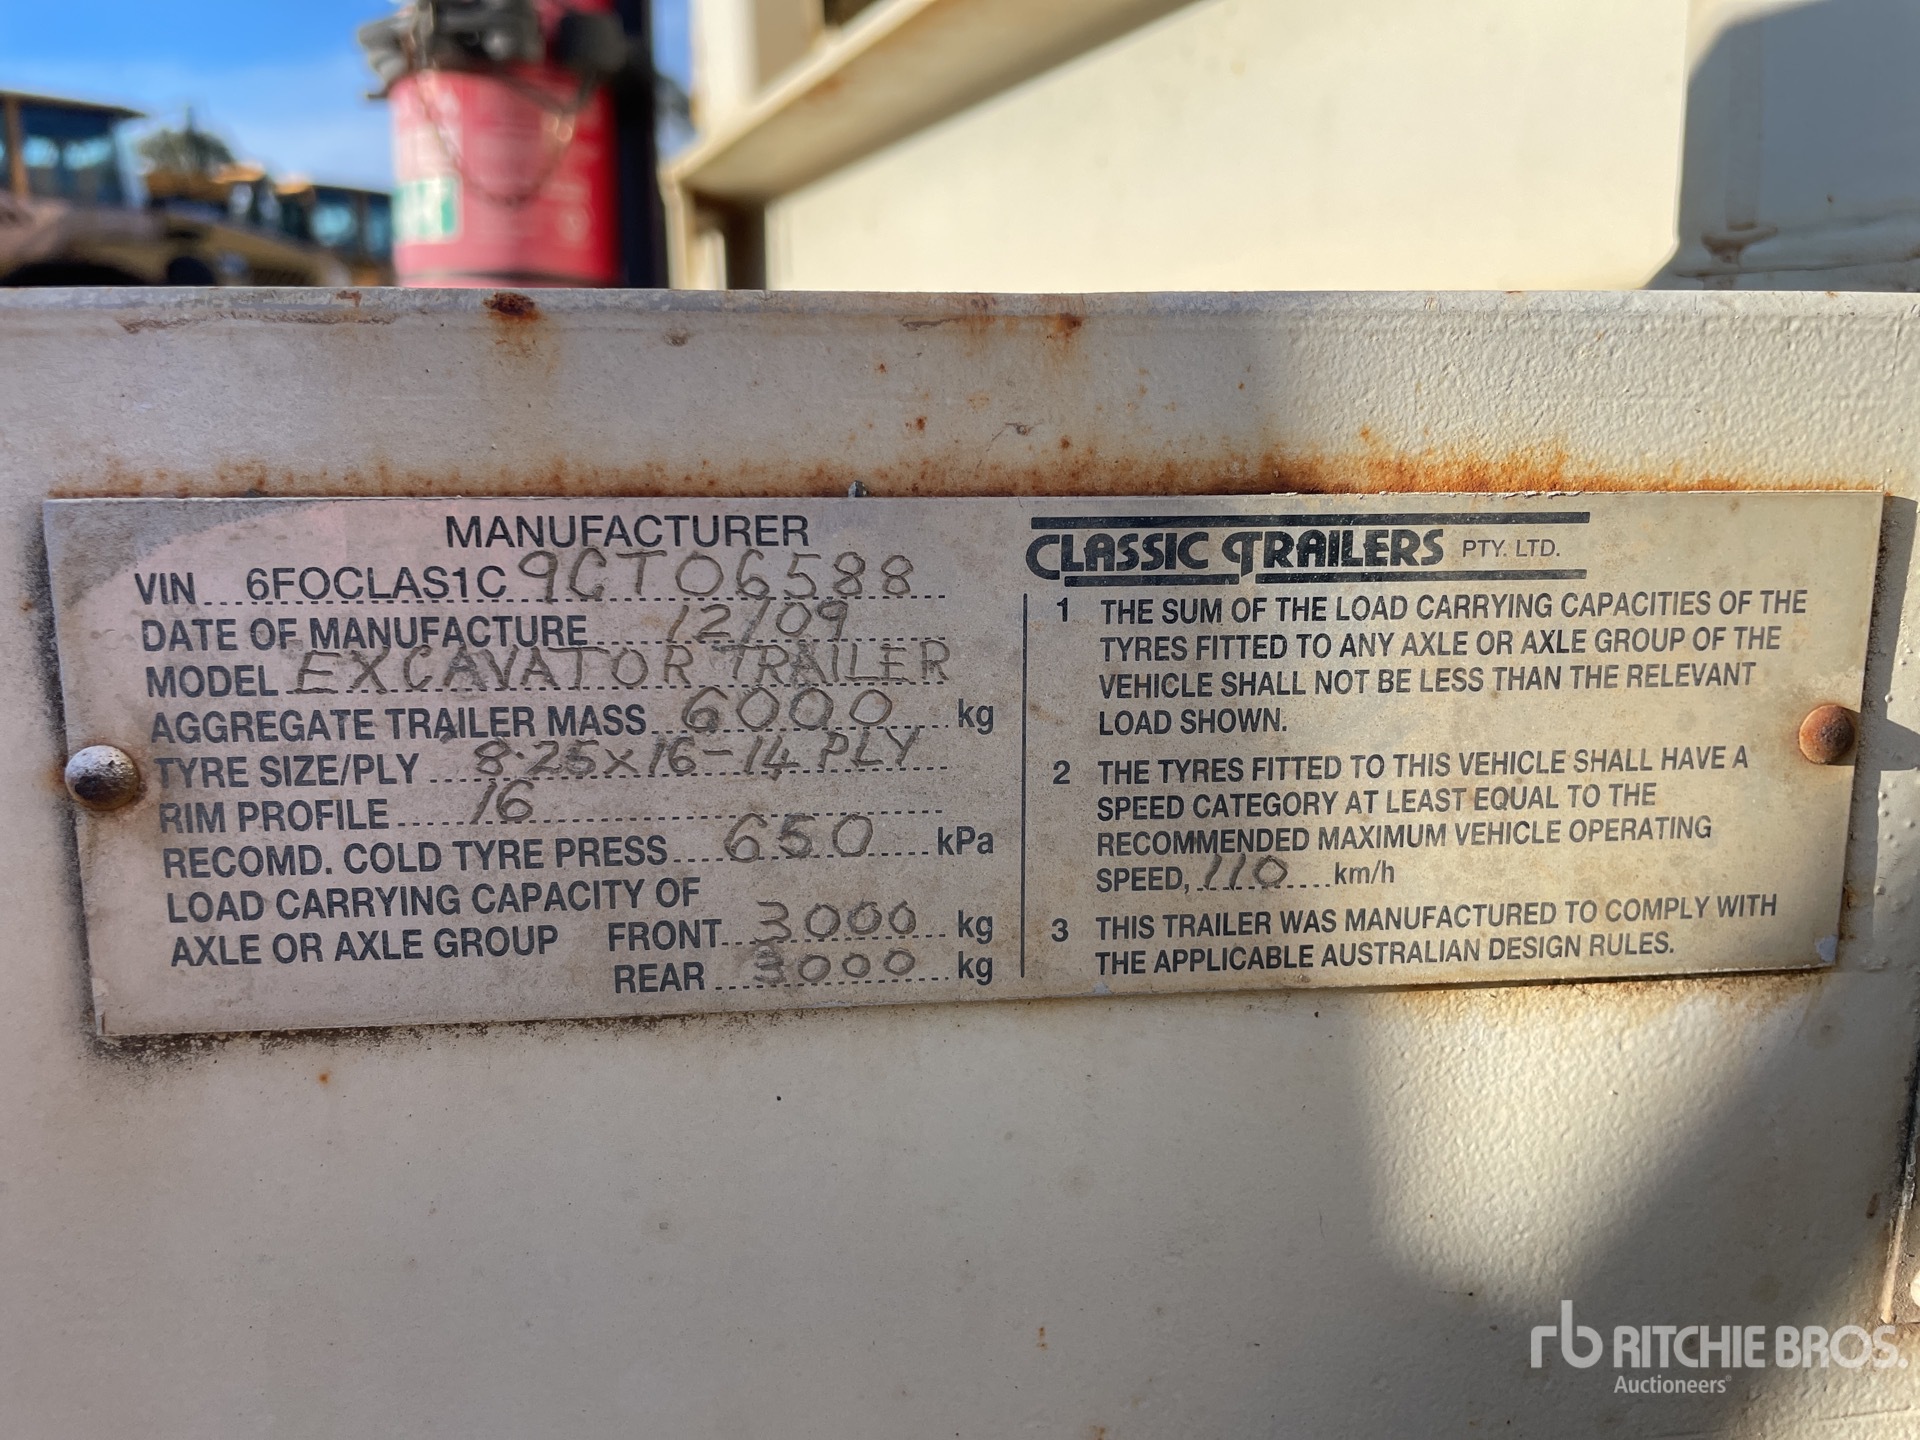 MANUFACTURER
VIN 6FOCLAS1C 9CT06588
DATE OF MANUFACTURE 12/09
MODEL EXCAVATOR TRAILER
AGGREGATE TRAILER MASS 6000 kg
TYRE SIZE/PLY 8·25x16-14 PLY
RIM PROFILE 16
RECOMD. COLD TYRE PRESS 650 kPa
LOAD CARRYING CAPACITY OF
AXLE OR AXLE GROUP FRONT 3000 kg
REAR 3000 kg
CLASSIC TRAILERS PTY. LTD.
1 THE SUM OF THE LOAD CARRYING CAPACITIES OF THE
TYRES FITTED TO ANY AXLE OR AXLE GROUP OF THE
VEHICLE SHALL NOT BE LESS THAN THE RELEVANT
LOAD SHOWN.
2 THE TYRES FITTED TO THIS VEHICLE SHALL HAVE A
SPEED CATEGORY AT LEAST EQUAL TO THE
RECOMMENDED MAXIMUM VEHICLE OPERATING
SPEED, 110 km/h
3 THIS TRAILER WAS MANUFACTURED TO COMPLY WITH
THE APPLICABLE AUSTRALIAN DESIGN RULES.
rb RITCHIE BROS.
Auctioneers